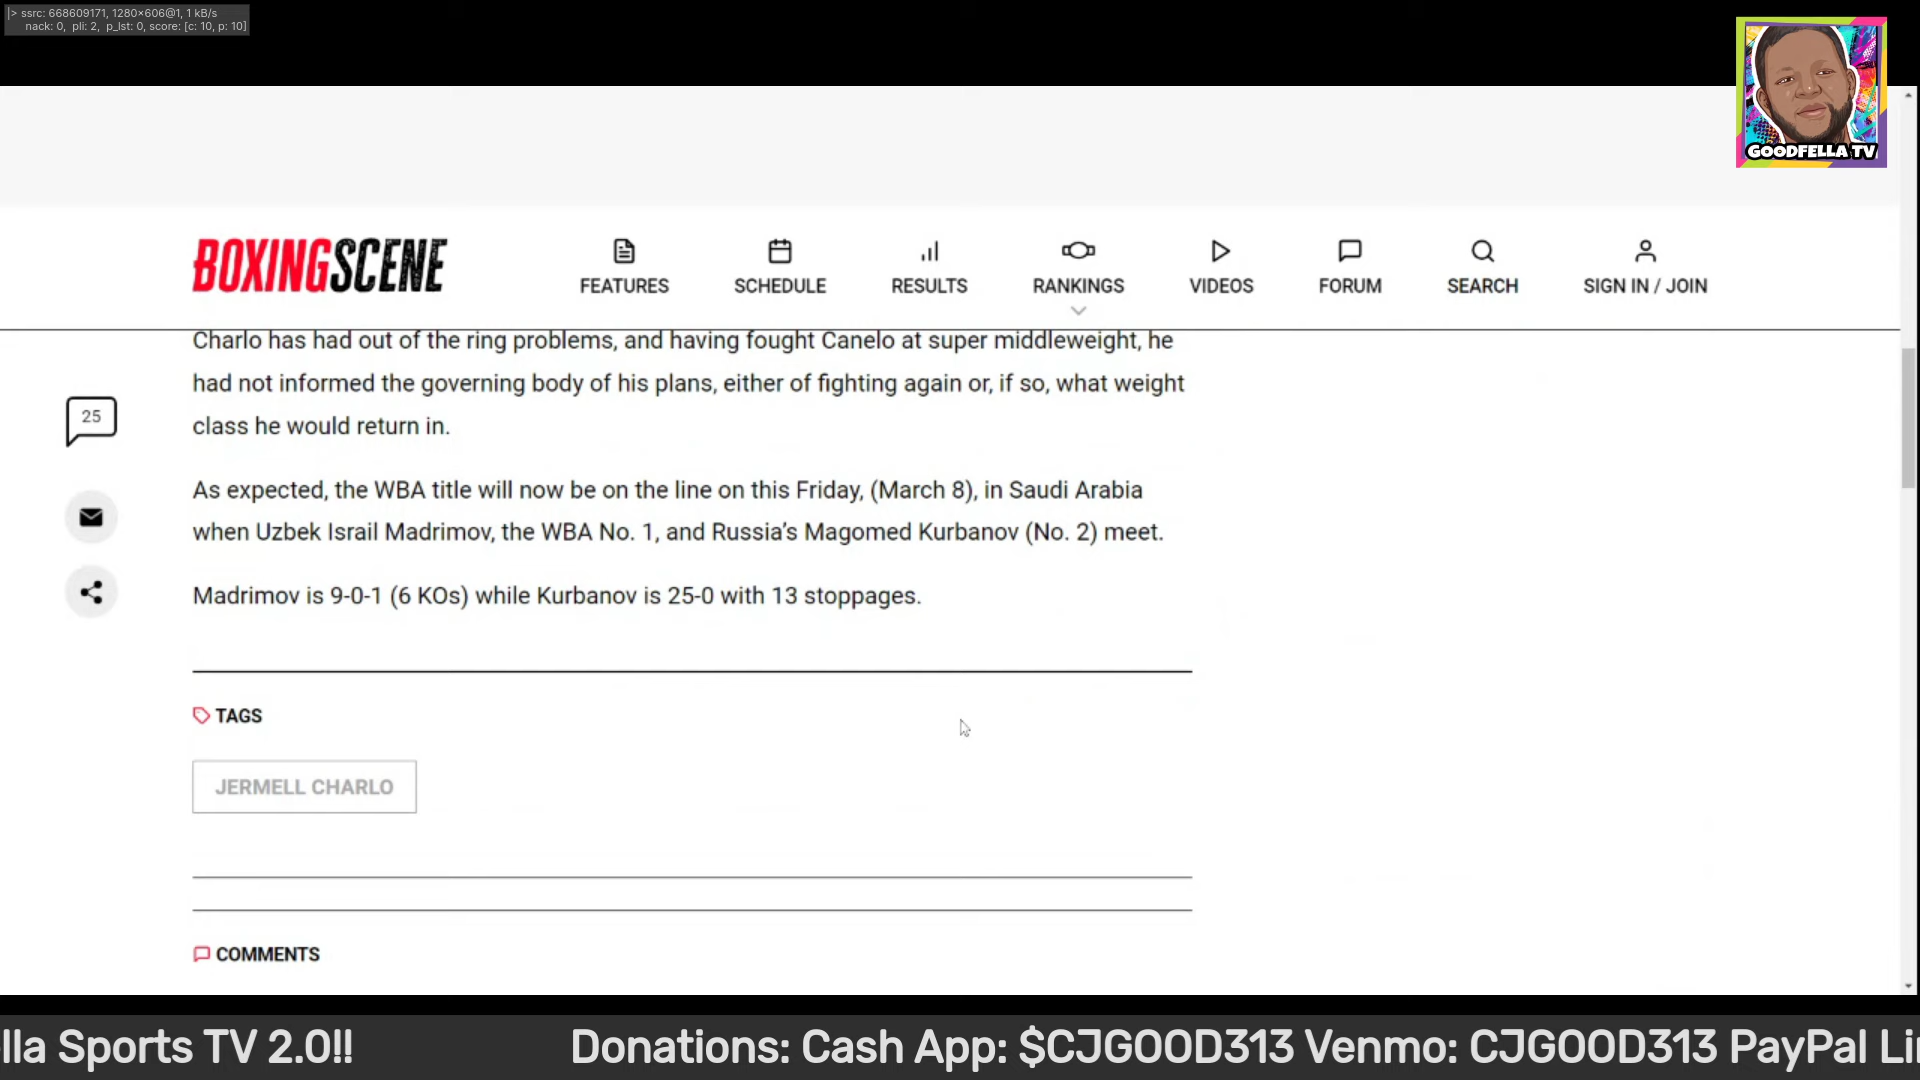 |> ssrc: 668609171, 1280×606@1, 1 kB/s
nack: 0, pli: 2, p_lst: 0, score: [c: 10, p: 10]
GOODFELLA TV
BOXINGSCENE
FEATURES
SCHEDULE
RESULTS
RANKINGS
VIDEOS
FORUM
SEARCH
SIGN IN / JOIN
Charlo has had out of the ring problems, and having fought Canelo at super middleweight, he
had not informed the governing body of his plans, either of fighting again or, if so, what weight
class he would return in.
25
As expected, the WBA title will now be on the line on this Friday, (March 8), in Saudi Arabia
when Uzbek Israil Madrimov, the WBA No. 1, and Russia’s Magomed Kurbanov (No. 2) meet.
Madrimov is 9-0-1 (6 KOs) while Kurbanov is 25-0 with 13 stoppages.
TAGS
JERMELL CHARLO
COMMENTS
lla Sports TV 2.0!! Donations: Cash App: $CJGOOD313 Venmo: CJGOOD313 PayPal Li